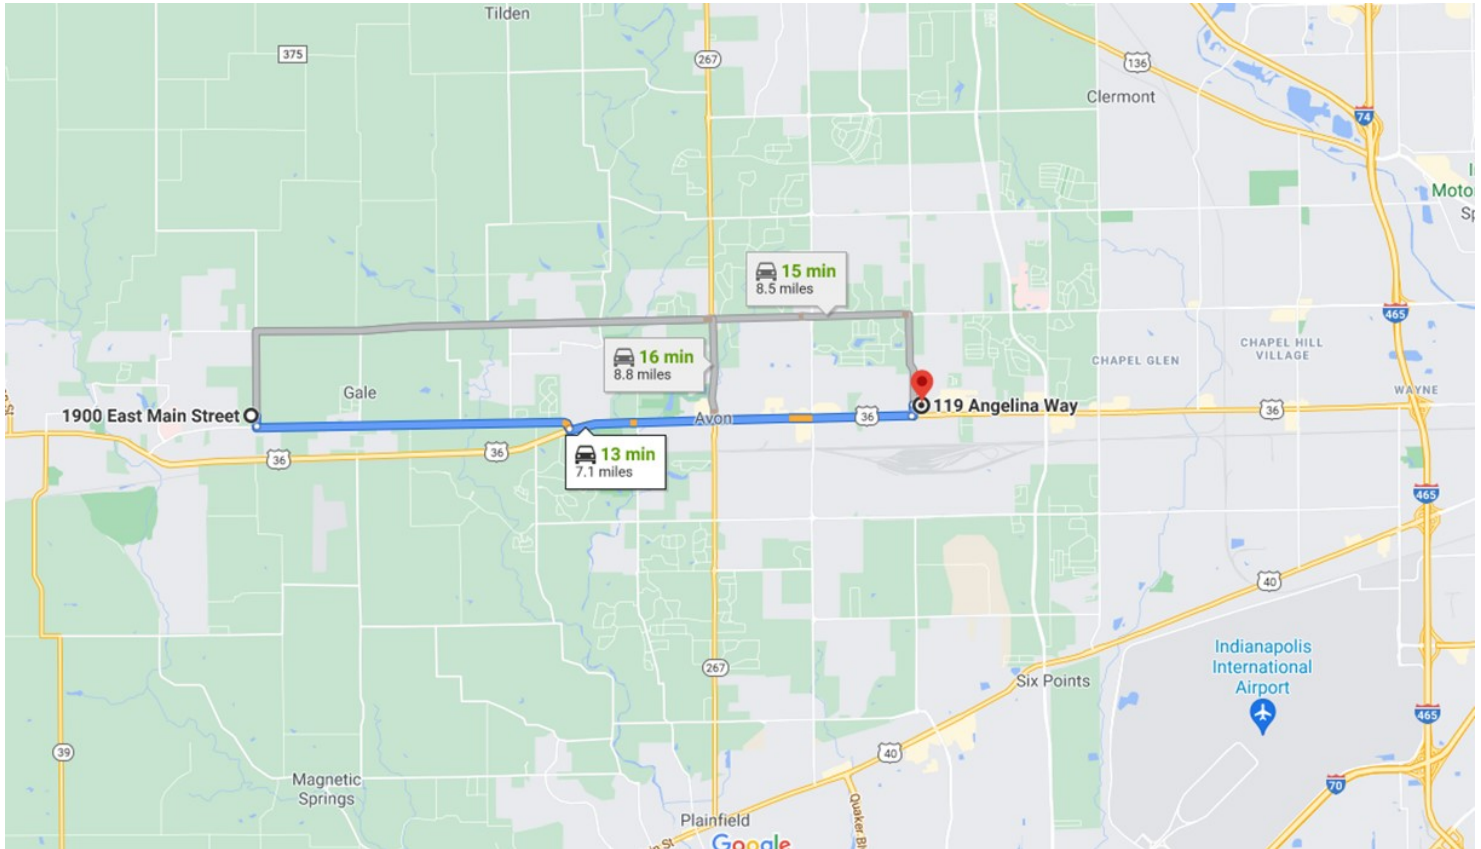 Tilden
375
267
136
Clermont
74
Motor
15 min
8.5 miles
465
16 min
8.8 miles
CHAPEL GLEN
CHAPEL HILL
VILLAGE
WAYNE
Gale
1900 East Main Street
Avon
36
119 Angelina Way
36
36
36
13 min
7.1 miles
465
40
Indianapolis
International
Airport
267
Six Points
465
39
40
Magnetic
Springs
70
Plainfield
Quaker Bl
Google